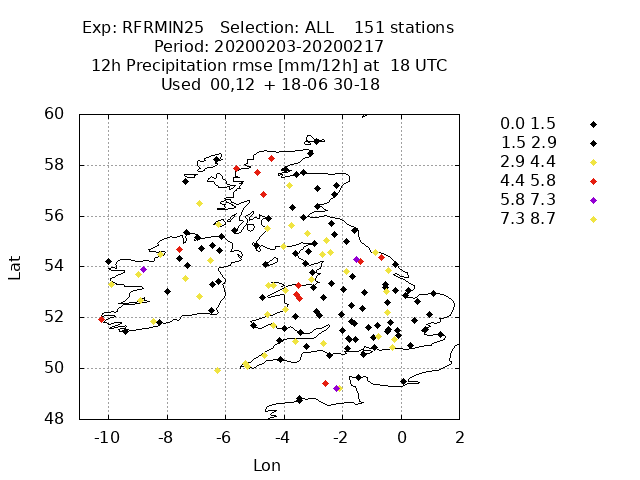 Exp: RFRMIN25 Selection: ALL 151 stations
Period: 20200203-20200217
12h Precipitation rmse [mm/12h] at 18 UTC
Used 00,12 + 18-06 30-18
60
58
56
54
52
50
48
Lat
-10 -8 -6 -4 -2 0 2
Lon
0.0 1.5
1.5 2.9
2.9 4.4
4.4 5.8
5.8 7.3
7.3 8.7